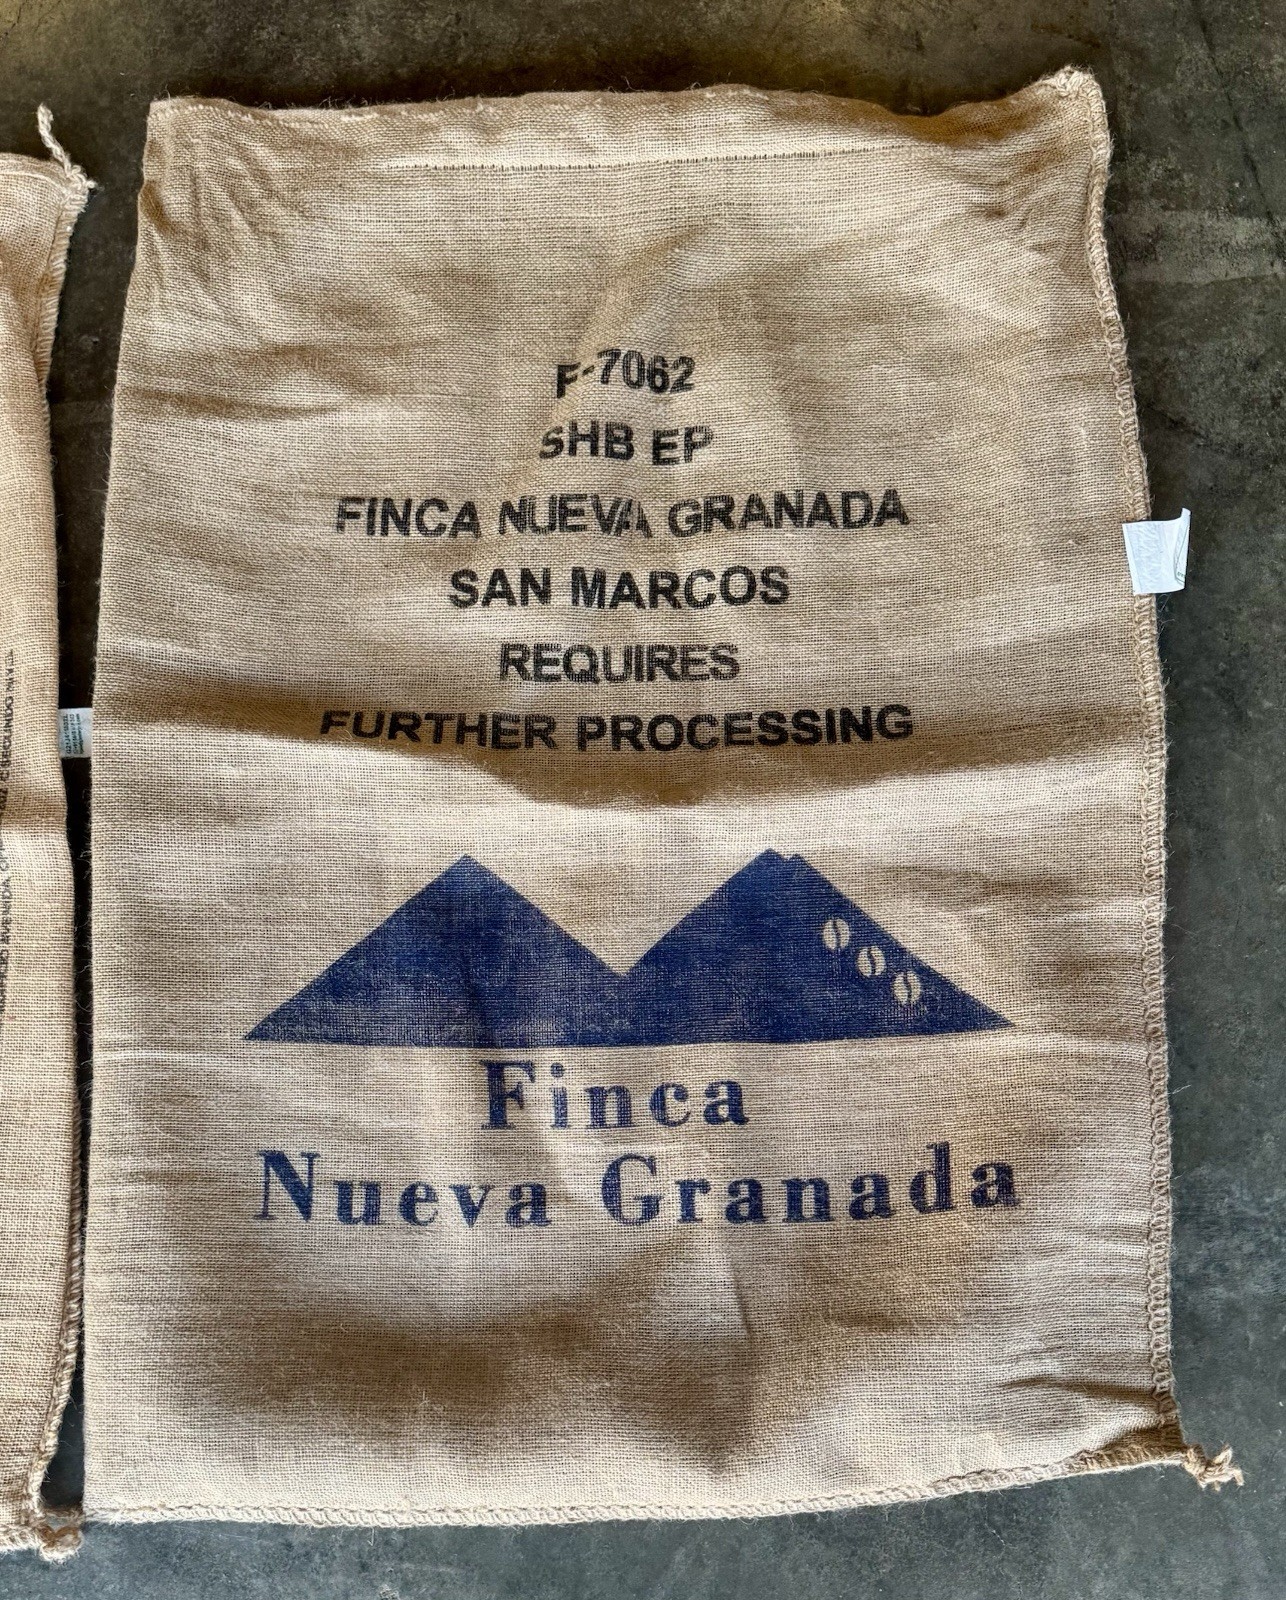 F-7062
SHB EP
FINCA NUEVA GRANADA
SAN MARCOS
REQUIRES
FURTHER PROCESSING
Finca
Nueva Granada